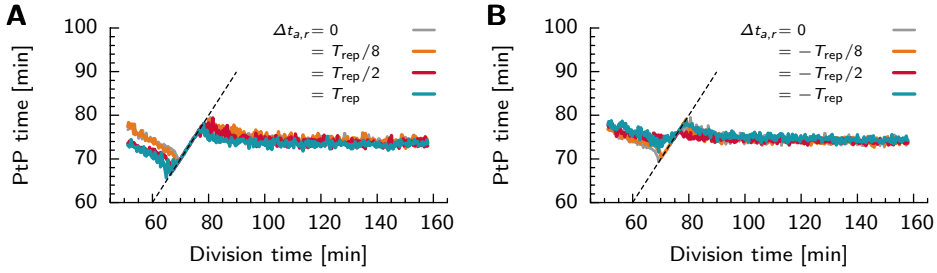 A
PtP time [min]
100
90
80
70
60
60 80 100 120 140 160
Division time [min]
Δt_{a,r} = 0
= T_rep/8
= T_rep/2
= T_rep
B
PtP time [min]
100
90
80
70
60
60 80 100 120 140 160
Division time [min]
Δt_{a,r} = 0
= −T_rep/8
= −T_rep/2
= −T_rep